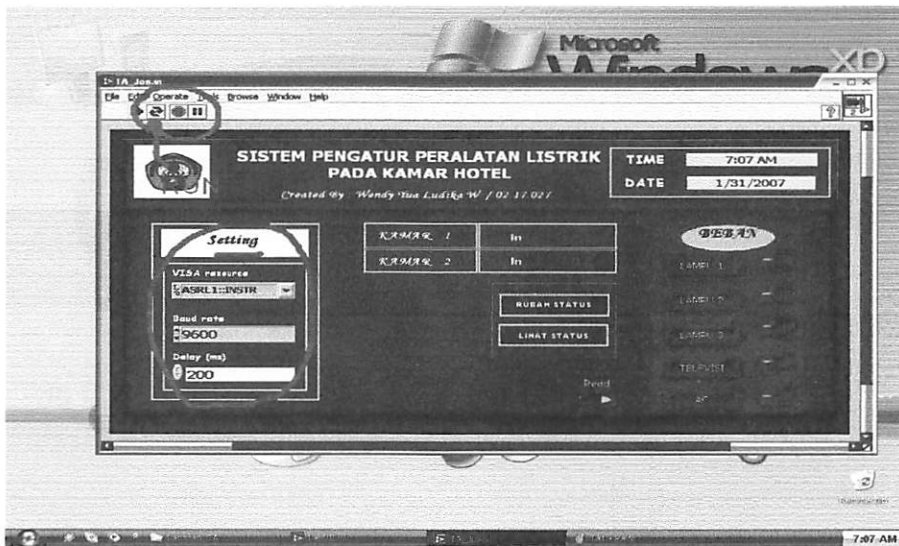 Microsoft
Windows XP
TA_Jos.vi
File Edit Operate Tools Browse Window Help
SISTEM PENGATUR PERALATAN LISTRIK
PADA KAMAR HOTEL
Created By Wendy Tua Ludika W / 02.17.027
TIME 7:07 AM
DATE 1/31/2007
Setting
VISA resource
ASRL1::INSTR
Baud rate
9600
Delay (ms)
200
KAMAR 1 In
KAMAR 2 In
RUBAH STATUS
LIHAT STATUS
Read
BEBAN
LAMPU 1
LAMPU 2
LAMPU 3
TELEVISI
AC
7:07 AM